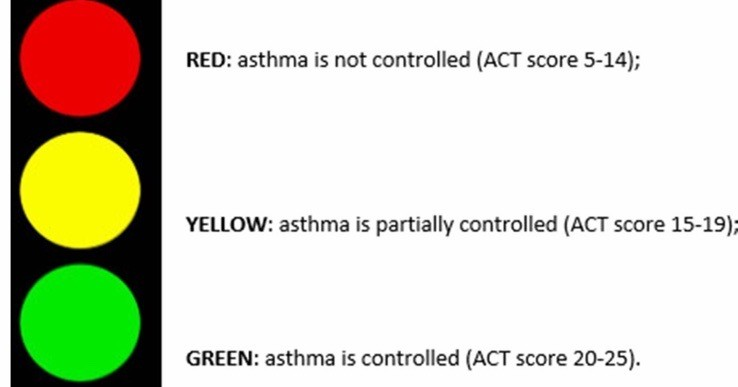 RED: asthma is not controlled (ACT score 5-14);
YELLOW: asthma is partially controlled (ACT score 15-19);
GREEN: asthma is controlled (ACT score 20-25).